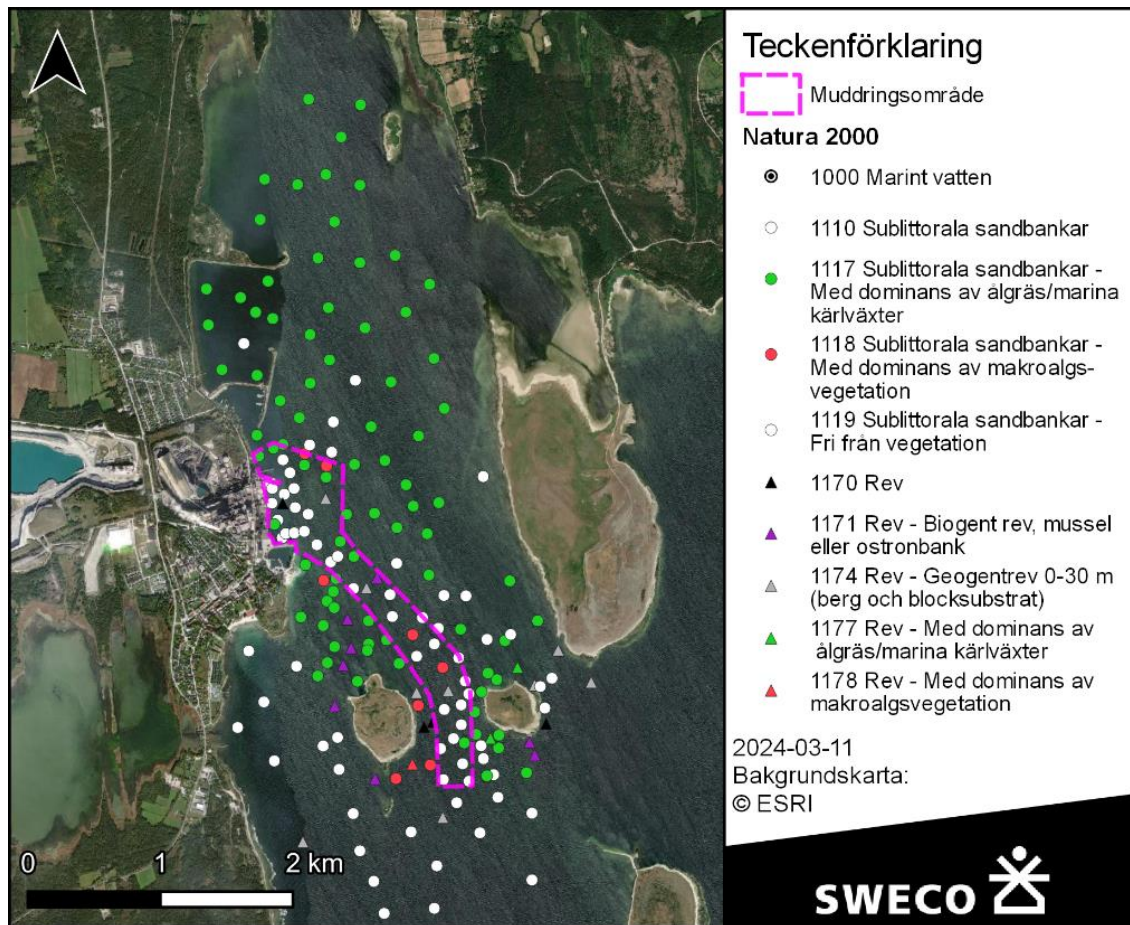 Teckenförklaring
Muddringsområde
Natura 2000
1000 Marint vatten
1110 Sublittorala sandbankar
1117 Sublittorala sandbankar -
Med dominans av ålgräs/marina
kärlväxter
1118 Sublittorala sandbankar -
Med dominans av makroalgs-
vegetation
1119 Sublittorala sandbankar -
Fri från vegetation
1170 Rev
1171 Rev - Biogent rev, mussel
eller ostronbank
1174 Rev - Geogentrev 0-30 m
(berg och blocksubstrat)
1177 Rev - Med dominans av
ålgräs/marina kärlväxter
1178 Rev - Med dominans av
makroalgsvegetation
2024-03-11
Bakgrundskarta:
© ESRI
0 1 2 km
SWECO